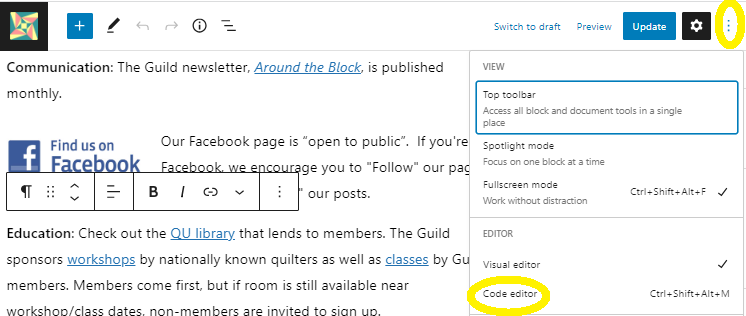 Switch to draft Preview Update
Communication: The Guild newsletter, Around the Block, is published
monthly.
Find us on
Facebook
Our Facebook page is “open to public”. If you're
Facebook, we encourage you to "Follow" our pag
B I
" our posts.
Education: Check out the QU library that lends to members. The Guild
sponsors workshops by nationally known quilters as well as classes by Gu
members. Members come first, but if room is still available near
workshop/class dates, non-members are invited to sign up.
VIEW
Top toolbar
Access all block and document tools in a single
place
Spotlight mode
Focus on one block at a time
Fullscreen mode Ctrl+Shift+Alt+F
Work without distraction
EDITOR
Visual editor
Code editor Ctrl+Shift+Alt+M